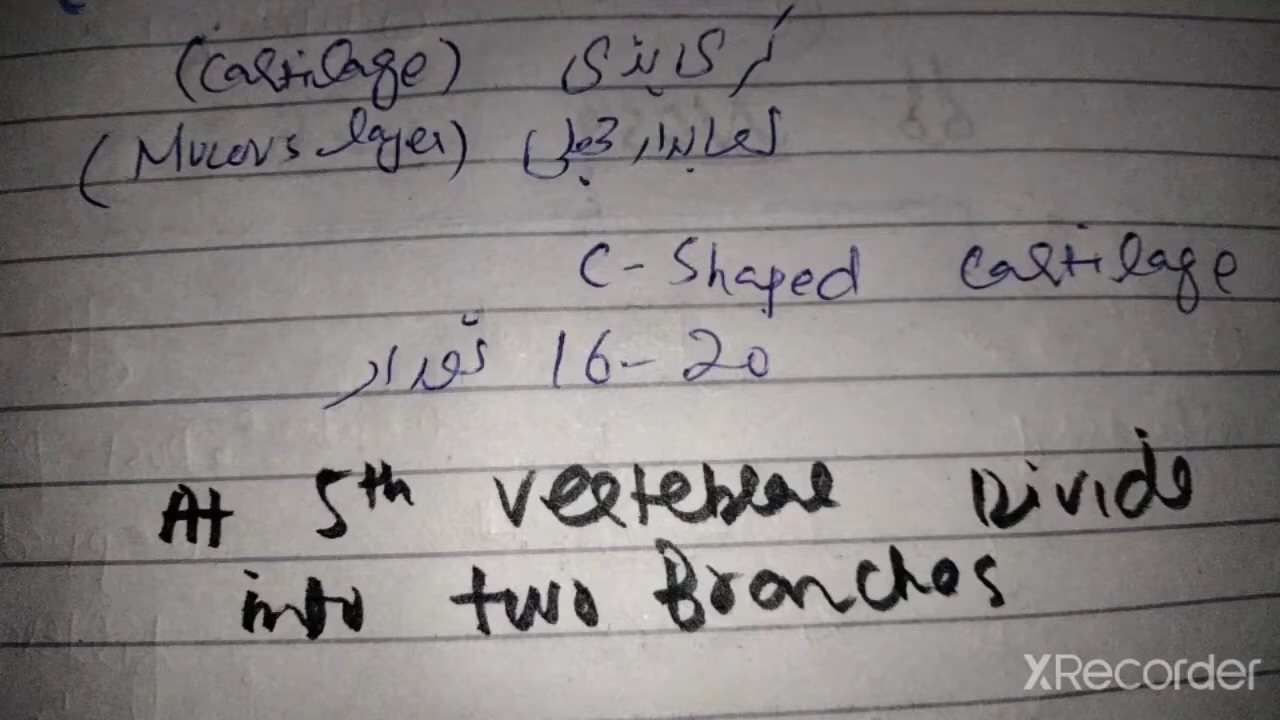 (Cartilage) کرکری ہڈی
(Mucous layer) لعابدار جھلی
C-Shaped cartilage
16-20 تعداد
At 5th vertebrae Divide
into two Bronchos
XRecorder